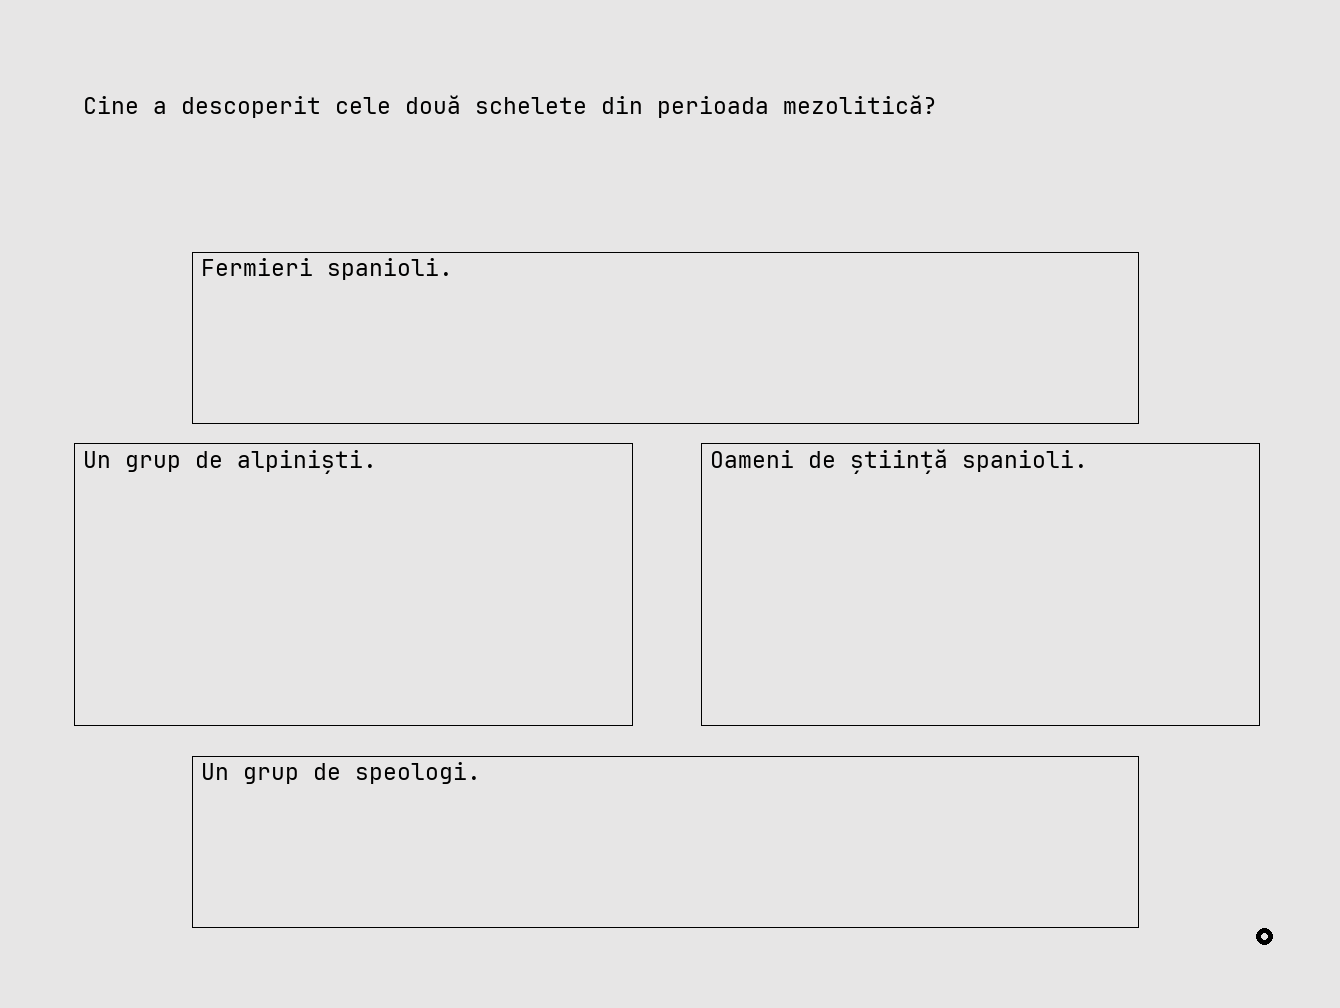 Cine a descoperit cele două schelete din perioada mezolitică?
Fermieri spanioli.
Un grup de alpiniști.
Oameni de știință spanioli.
Un grup de speologi.